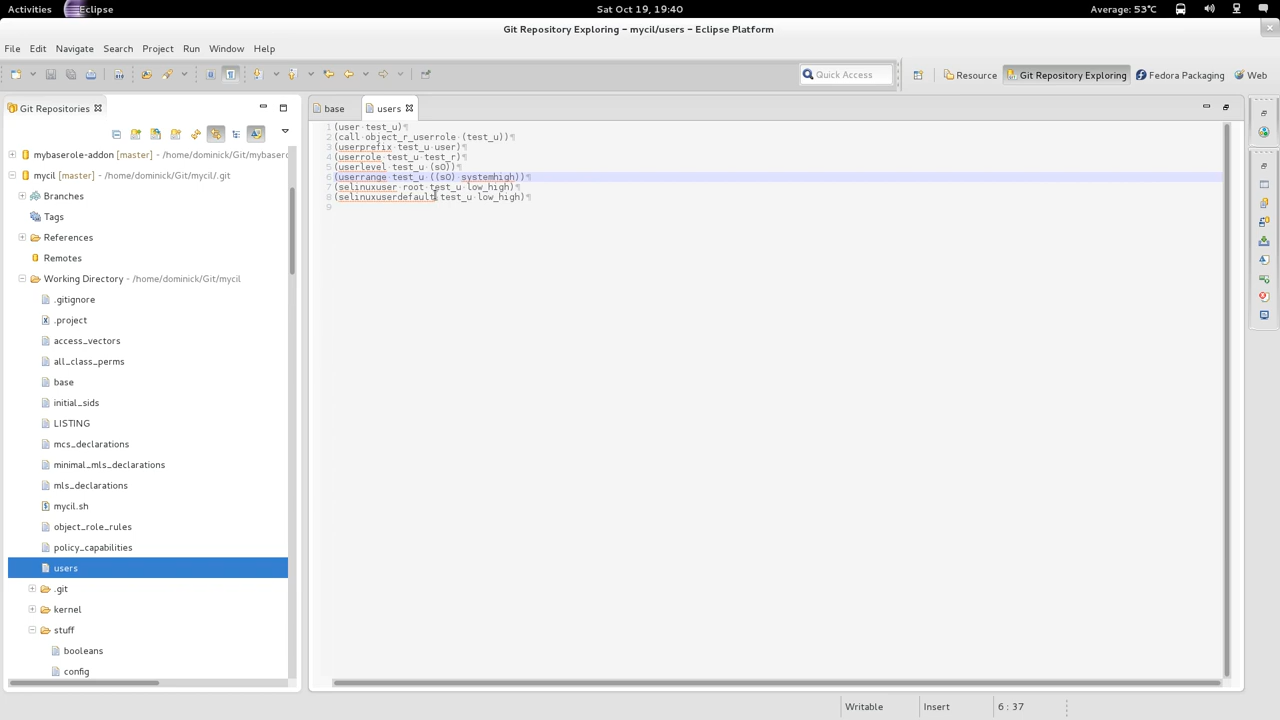 Activities Eclipse Sat Oct 19, 19:40 Average: 53°C
Git Repository Exploring - mycil/users - Eclipse Platform
File Edit Navigate Search Project Run Window Help
Quick Access Resource Git Repository Exploring Fedora Packaging Web
Git Repositories
base users
mybaserole-addon [master] - /home/dominick/Git/mybaserc
mycil [master] - /home/dominick/Git/mycil/.git
Branches
Tags
References
Remotes
Working Directory - /home/dominick/Git/mycil
.gitignore
.project
access_vectors
all_class_perms
base
initial_sids
LISTING
mcs_declarations
minimal_mls_declarations
mls_declarations
mycil.sh
object_role_rules
policy_capabilities
users
.git
kernel
stuff
booleans
config
1 (user·test_u)¶
2 (call·object_r_userrole·(test_u))¶
3 (userprefix·test_u·user)¶
4 (userrole·test_u·test_r)¶
5 (userlevel·test_u·(s0))¶
6 (userrange·test_u·((s0)·systemhigh))¶
7 (selinuxuser·root·test_u·low_high)¶
8 (selinuxuserdefault·test_u·low_high)¶
9
Writable Insert 6 : 37